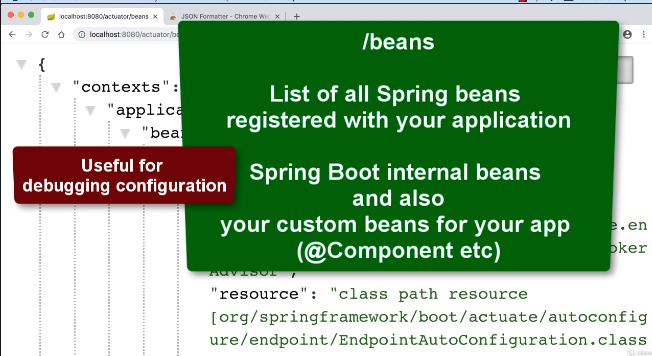 localhost:8080/actuator/beans
JSON Formatter - Chrome We
localhost:8080/actuator/be
{
"contexts":
"applica
"bea
/beans
List of all Spring beans
registered with your application
Spring Boot internal beans
and also
your custom beans for your app
(@Component etc)
Useful for
debugging configuration
e.en
oker
Advisor",
"resource": "class path resource
[org/springframework/boot/actuate/autoconfig
ure/endpoint/EndpointAutoConfiguration.class